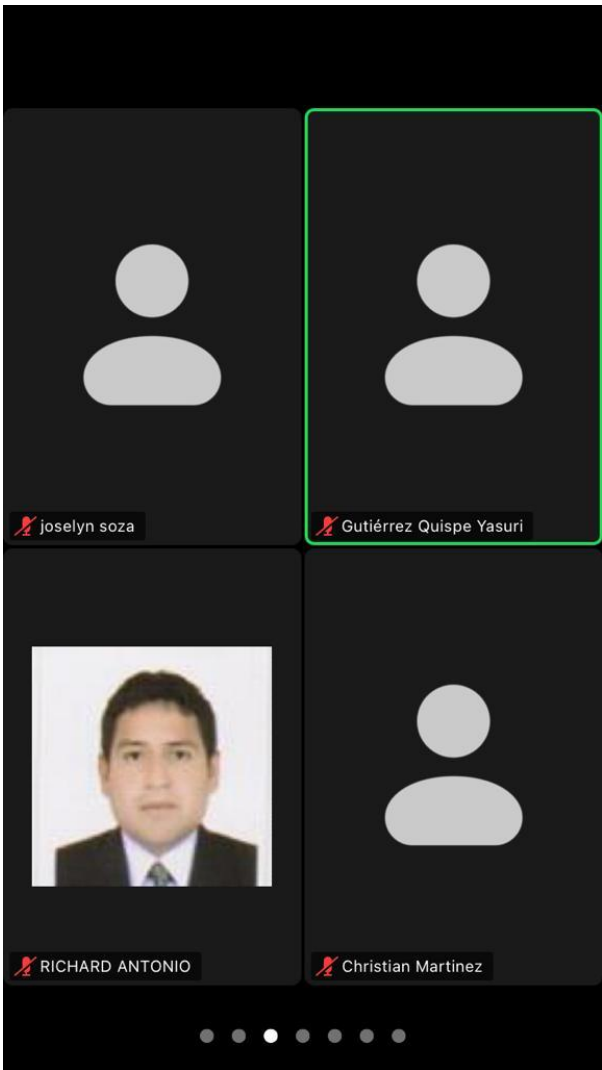 joselyn soza
Gutiérrez Quispe Yasuri
RICHARD ANTONIO
Christian Martinez